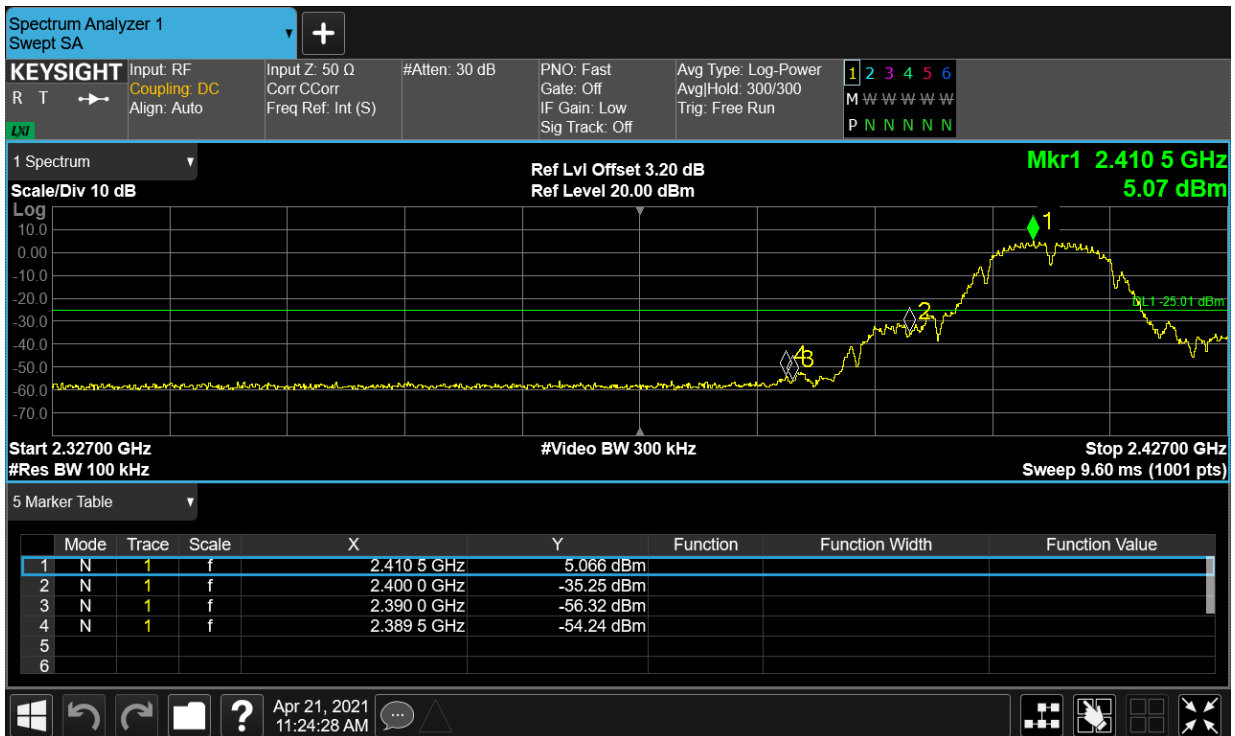 Spectrum Analyzer 1
Swept SA
▼
+
KEYSIGHT Input: RF Input Z: 50 Ω #Atten: 30 dB PNO: Fast Avg Type: Log-Power 1 2 3 4 5 6
R T Coupling: DC Corr CCorr Gate: Off Avg|Hold: 300/300 M W W W W W
Align: Auto Freq Ref: Int (S) IF Gain: Low Trig: Free Run P N N N N N
LXI Sig Track: Off
1 Spectrum ▼ Ref Lvl Offset 3.20 dB Mkr1 2.410 5 GHz
Scale/Div 10 dB Ref Level 20.00 dBm 5.07 dBm
Log
1
10.0
0.00
-10.0
-20.0
DL1 -25.01 dBm
2
-30.0
-40.0
4 3
-50.0
-60.0
-70.0
Start 2.32700 GHz #Video BW 300 kHz Stop 2.42700 GHz
#Res BW 100 kHz Sweep 9.60 ms (1001 pts)
5 Marker Table ▼
Mode Trace Scale X Y Function Function Width Function Value
1 N 1 f 2.410 5 GHz 5.066 dBm
2 N 1 f 2.400 0 GHz -35.25 dBm
3 N 1 f 2.390 0 GHz -56.32 dBm
4 N 1 f 2.389 5 GHz -54.24 dBm
5
6
? Apr 21, 2021
11:24:28 AM